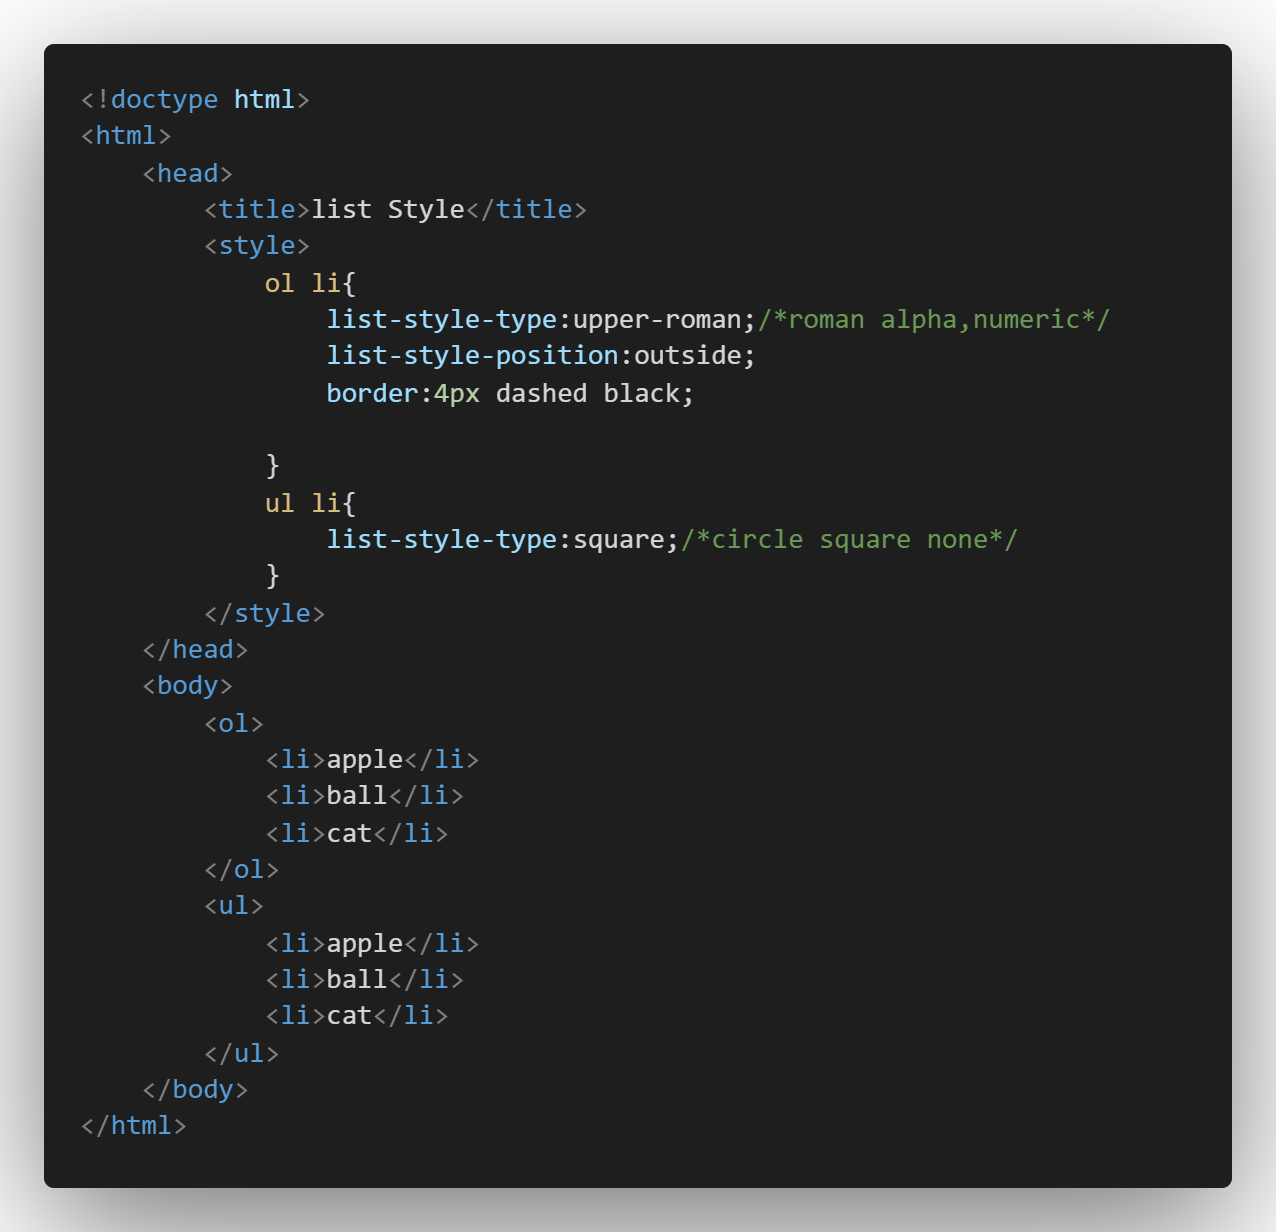 <!doctype html>
<html>
    <head>
        <title>list Style</title>
        <style>
            ol li{
                list-style-type:upper-roman;/*roman alpha,numeric*/
                list-style-position:outside;
                border:4px dashed black;

            }
            ul li{
                list-style-type:square;/*circle square none*/
            }
        </style>
    </head>
    <body>
        <ol>
            <li>apple</li>
            <li>ball</li>
            <li>cat</li>
        </ol>
        <ul>
            <li>apple</li>
            <li>ball</li>
            <li>cat</li>
        </ul>
    </body>
</html>